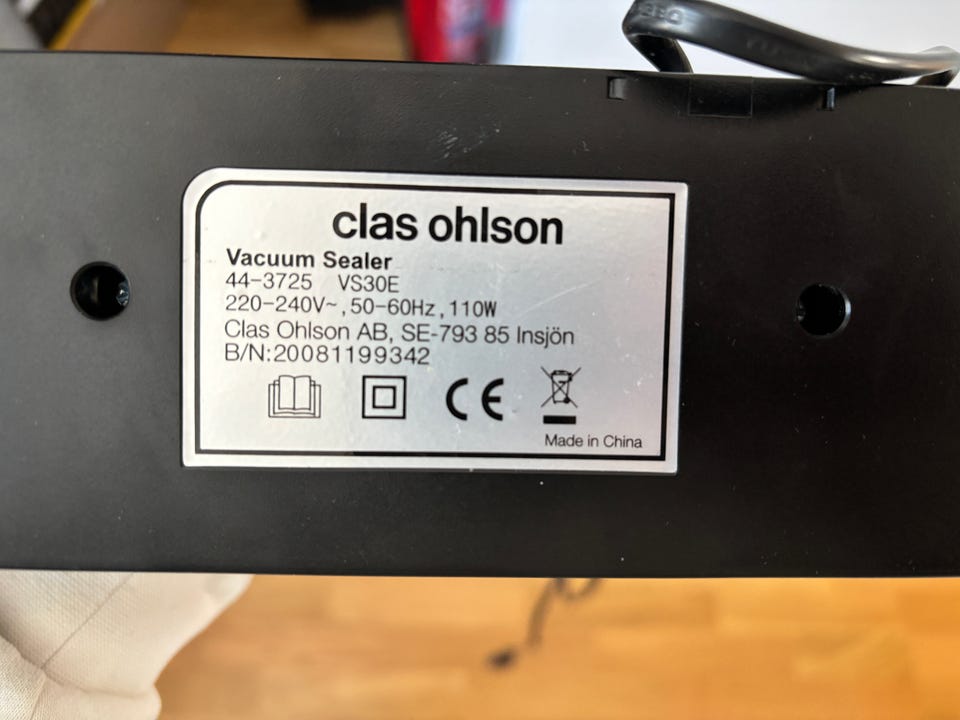 clas ohlson
Vacuum Sealer
44-3725 VS30E
220-240V~, 50-60Hz, 110W
Clas Ohlson AB, SE-793 85 Insjön
B/N:20081199342
CE
Made in China